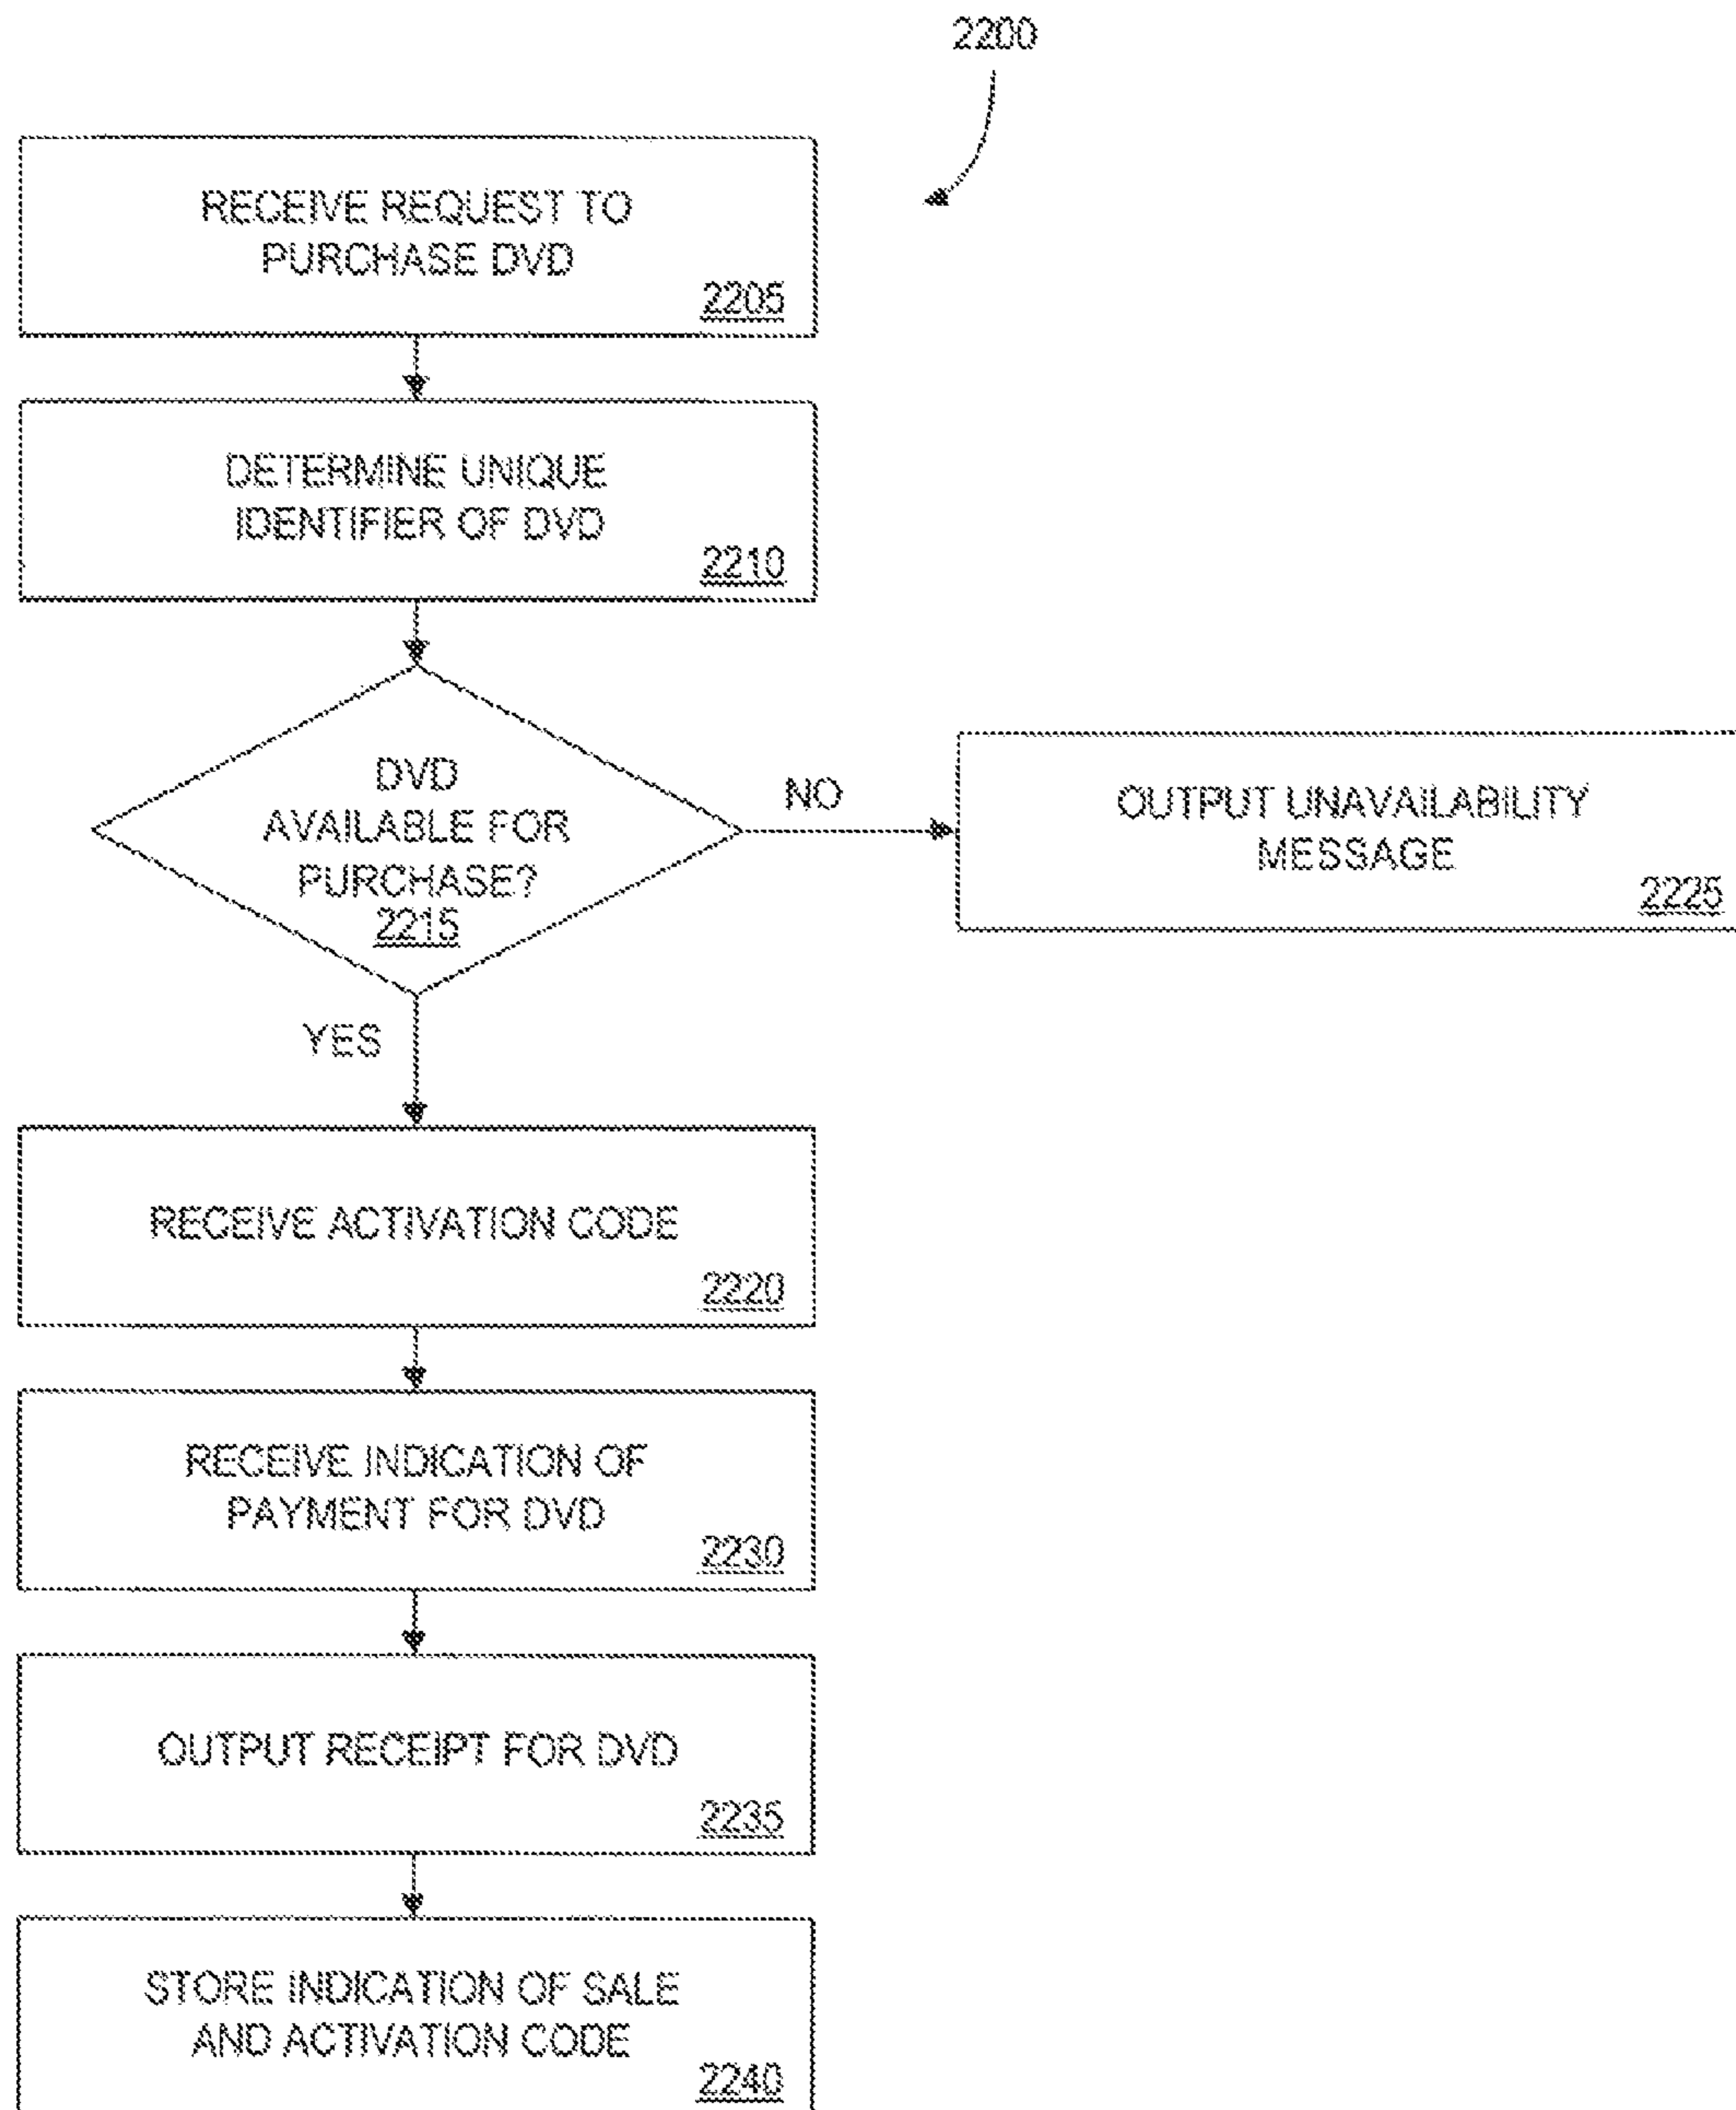 2200
RECEIVE REQUEST TO
PURCHASE DVD
2205
DETERMINE UNIQUE
IDENTIFIER OF DVD
2210
DVD
AVAILABLE FOR
PURCHASE?
2215
NO
OUTPUT UNAVAILABILITY
MESSAGE
2225
YES
RECEIVE ACTIVATION CODE
2220
RECEIVE INDICATION OF
PAYMENT FOR DVD
2230
OUTPUT RECEIPT FOR DVD
2235
STORE INDICATION OF SALE
AND ACTIVATION CODE
2240